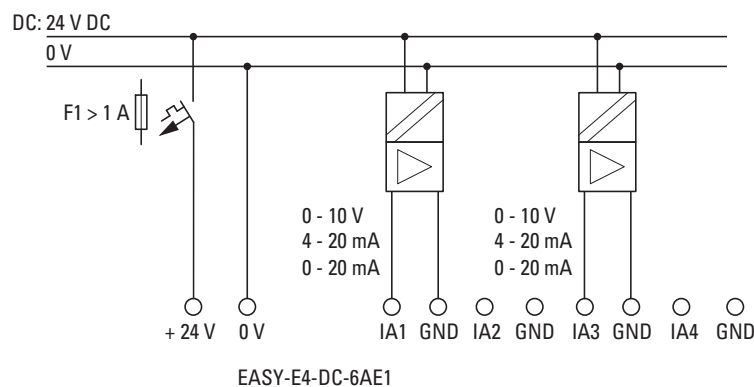 DC: 24 V DC
0 V
F1 > 1 A
0 - 10 V
4 - 20 mA
0 - 20 mA
0 - 10 V
4 - 20 mA
0 - 20 mA
+ 24 V 0 V IA1 GND IA2 GND IA3 GND IA4 GND
EASY-E4-DC-6AE1